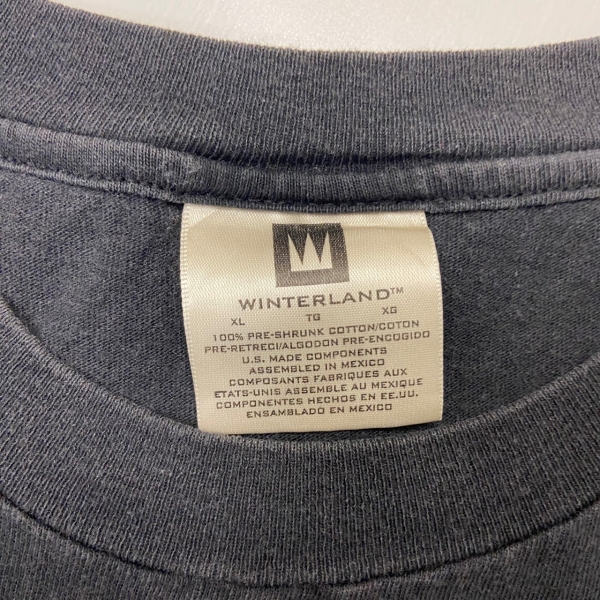 W
WINTERLAND™
XL TG XG
100% PRE-SHRUNK COTTON/COTON
PRE-RETRECI/ALGODON PRE-ENCOGIDO
U.S. MADE COMPONENTS
ASSEMBLED IN MEXICO
COMPOSANTS FABRIQUES AUX
ETATS-UNIS ASSEMBLE AU MEXIQUE
COMPONENTES HECHOS EN EE.UU.
ENSAMBLADO EN MEXICO